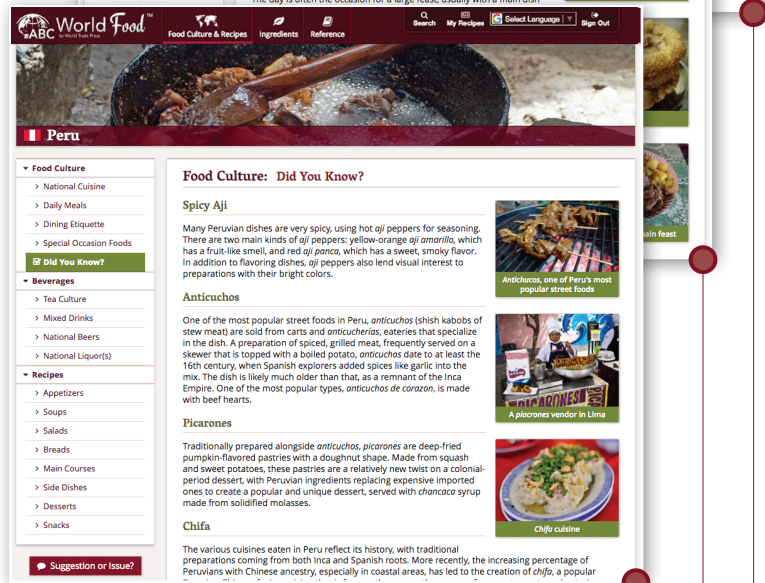 The day is often the occasion for a large feast, usually with a main dish
ABC World Food™
by World Trade Press
Food Culture & Recipes
Ingredients
Reference
Search
My Recipes
G Select Language ▼
Sign Out
Peru
Food Culture
National Cuisine
Daily Meals
Dining Etiquette
Special Occasion Foods
Did You Know?
Beverages
Tea Culture
Mixed Drinks
National Beers
National Liquor(s)
Recipes
Appetizers
Soups
Salads
Breads
Main Courses
Side Dishes
Desserts
Snacks
Suggestion or Issue?
Food Culture: Did You Know?
Spicy Aji
Many Peruvian dishes are very spicy, using hot aji peppers for seasoning.
There are two main kinds of aji peppers: yellow-orange aji amarillo, which
has a fruit-like smell, and red aji panca, which has a sweet, smoky flavor.
In addition to flavoring dishes, aji peppers also lend visual interest to
preparations with their bright colors.
Antichucos, one of Peru's most
popular street foods
Anticuchos
One of the most popular street foods in Peru, anticuchos (shish kabobs of
stew meat) are sold from carts and anticucherias, eateries that specialize
in the dish. A preparation of spiced, grilled meat, frequently served on a
skewer that is topped with a boiled potato, anticuchos date to at least the
16th century, when Spanish explorers added spices like garlic into the
mix. The dish is likely much older than that, as a remnant of the Inca
Empire. One of the most popular types, anticuchos de corazon, is made
with beef hearts.
PICARONES
A piacrones vendor in Lima
Picarones
Traditionally prepared alongside anticuchos, picarones are deep-fried
pumpkin-flavored pastries with a doughnut shape. Made from squash
and sweet potatoes, these pastries are a relatively new twist on a colonial-
period dessert, with Peruvian ingredients replacing expensive imported
ones to create a popular and unique dessert, served with chancaca syrup
made from solidified molasses.
Chifa cuisine
Chifa
The various cuisines eaten in Peru reflect its history, with traditional
preparations coming from both Inca and Spanish roots. More recently, the increasing percentage of
Peruvians with Chinese ancestry, especially in coastal areas, has led to the creation of chifa, a popular
ain feast